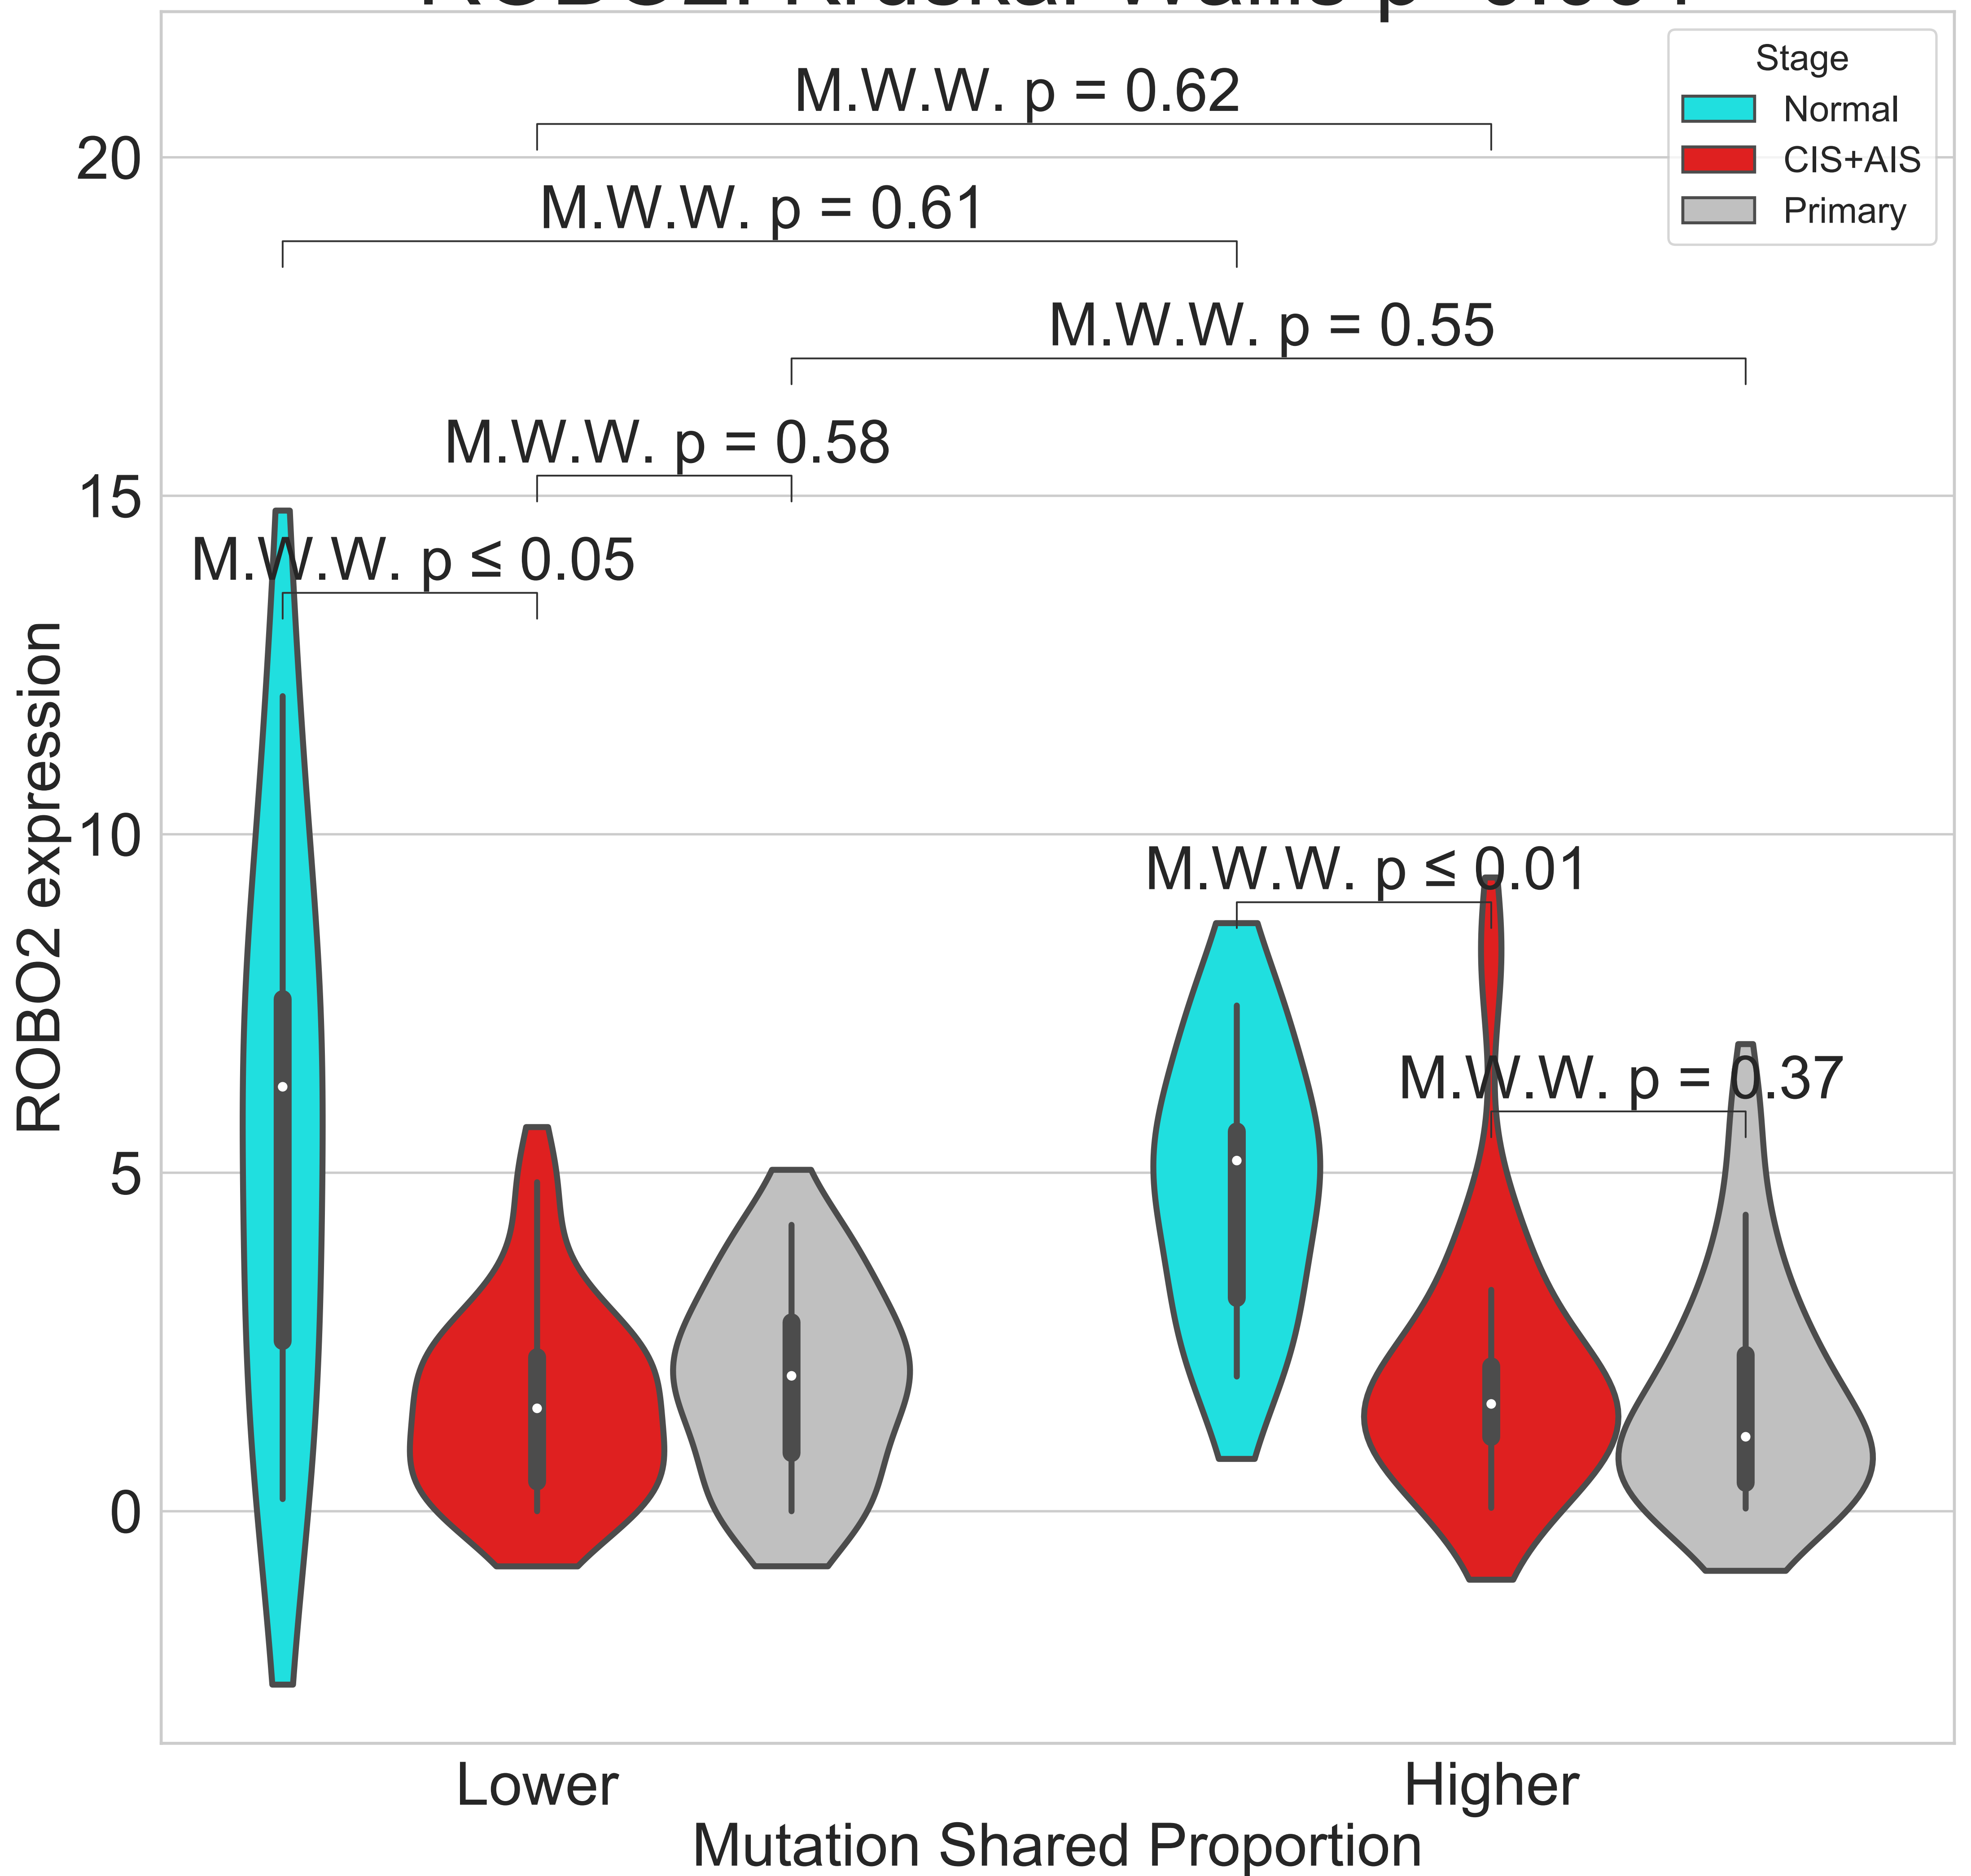 Stage
Normal
CIS+AIS
Primary
M.W.W. p = 0.62
M.W.W. p = 0.61
M.W.W. p = 0.55
M.W.W. p = 0.58
M.W.W. p ≤ 0.05
M.W.W. p ≤ 0.01
M.W.W. p = 0.37
20
15
10
5
0
ROBO2 expression
Lower
Higher
Mutation Shared Proportion